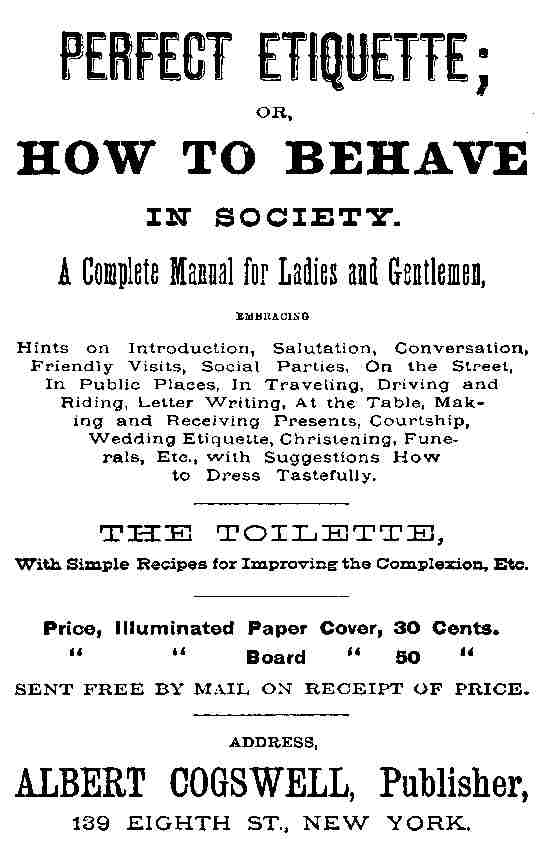 PERFECT ETIQUETTE;
OR,
HOW TO BEHAVE
IN SOCIETY.
A Complete Manual for Ladies and Gentlemen,
EMBRACING
Hints on Introduction, Salutation, Conversation,
Friendly Visits, Social Parties, On the Street,
In Public Places, In Traveling, Driving and
Riding, Letter Writing, At the Table, Mak-
ing and Receiving Presents, Courtship,
Wedding Etiquette, Christening, Fune-
rals, Etc., with Suggestions How
to Dress Tastefully.
THE TOILETTE,
With Simple Recipes for Improving the Complexion, Etc.
Price, Illuminated Paper Cover, 30 Cents.
“ “ Board “ 50 “
SENT FREE BY MAIL ON RECEIPT OF PRICE.
ADDRESS,
ALBERT COGSWELL, Publisher,
139 EIGHTH ST., NEW YORK.